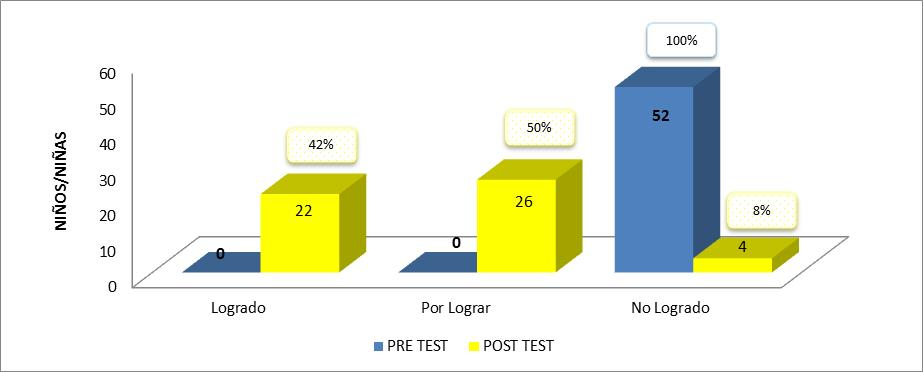 100%
60
50
40
30
20
10
0
NIÑOS/NIÑAS
42%
50%
52
22
26
8%
0
0
4
Logrado
Por Lograr
No Logrado
PRE TEST
POST TEST